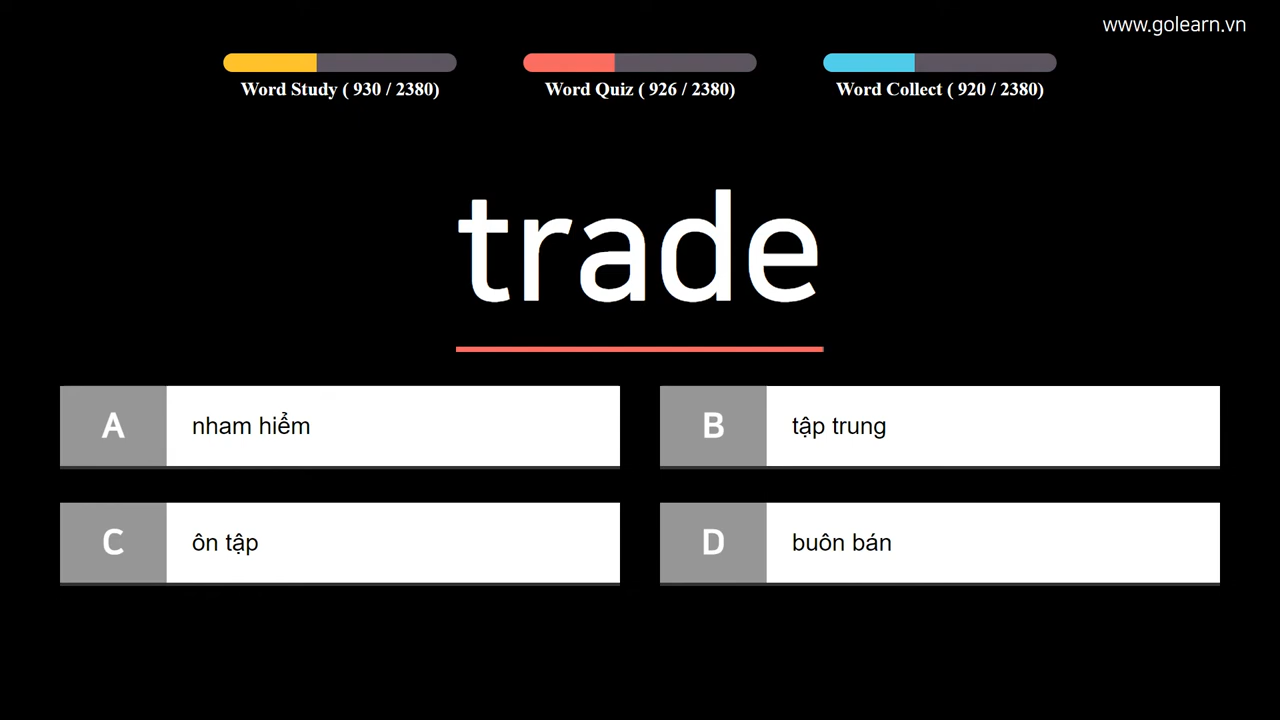 www.golearn.vn
Word Study ( 930 / 2380)
Word Quiz ( 926 / 2380)
Word Collect ( 920 / 2380)
trade
A nham hiểm
B tập trung
C ôn tập
D buôn bán